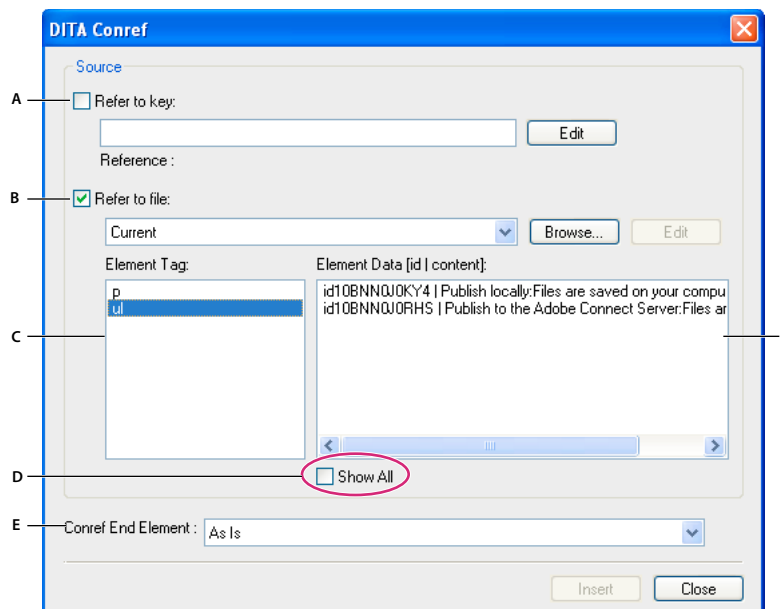 DITA Conref
Source
A
Refer to key:
Edit
Reference :
B
Refer to file:
Current
Browse...
Edit
Element Tag:
Element Data [id | content]:
p
ul
id10BNN0J0KY4 | Publish locally:Files are saved on your compu
id10BNN0J0RHS | Publish to the Adobe Connect Server:Files ar
C
D
Show All
E
Conref End Element :
As Is
Insert
Close